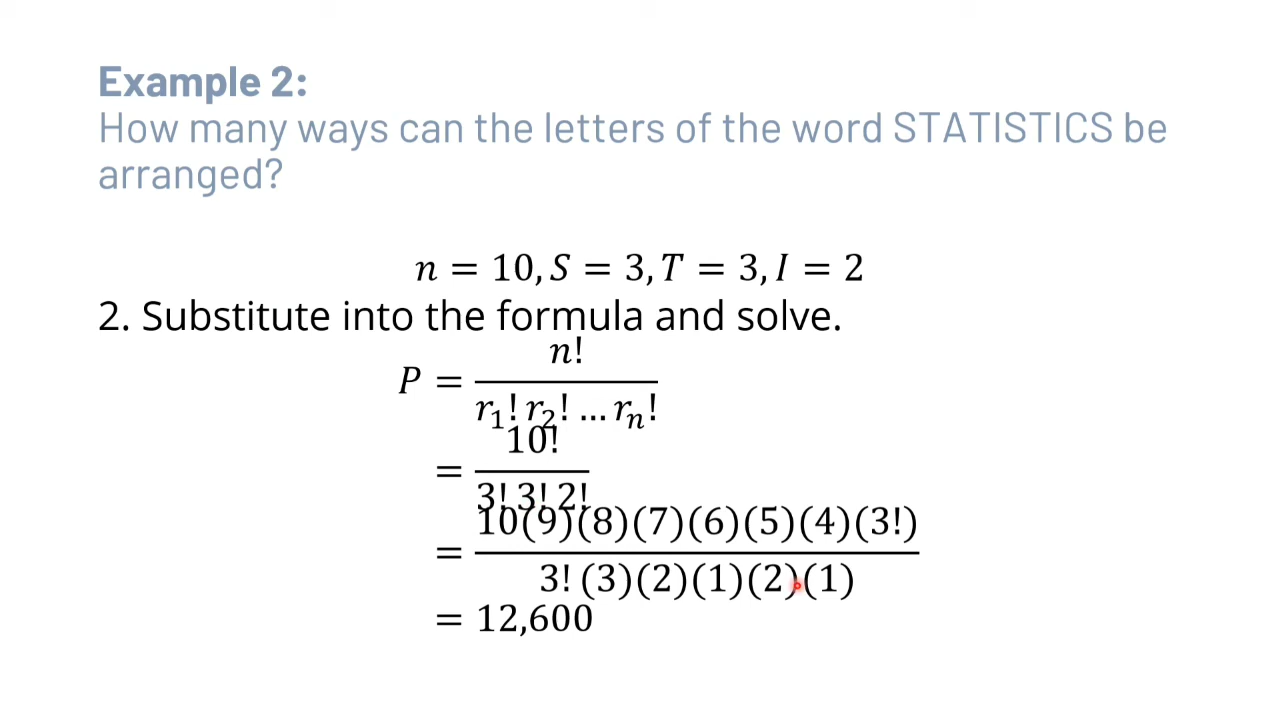 Example 2:
How many ways can the letters of the word STATISTICS be
arranged?
n = 10, S = 3, T = 3, I = 2
2. Substitute into the formula and solve.
P = n! / r₁! r₂! … rₙ!
= 10! / 3! 3! 2!
= 10(9)(8)(7)(6)(5)(4)(3!) / 3! (3)(2)(1)(2)(1)
= 12,600